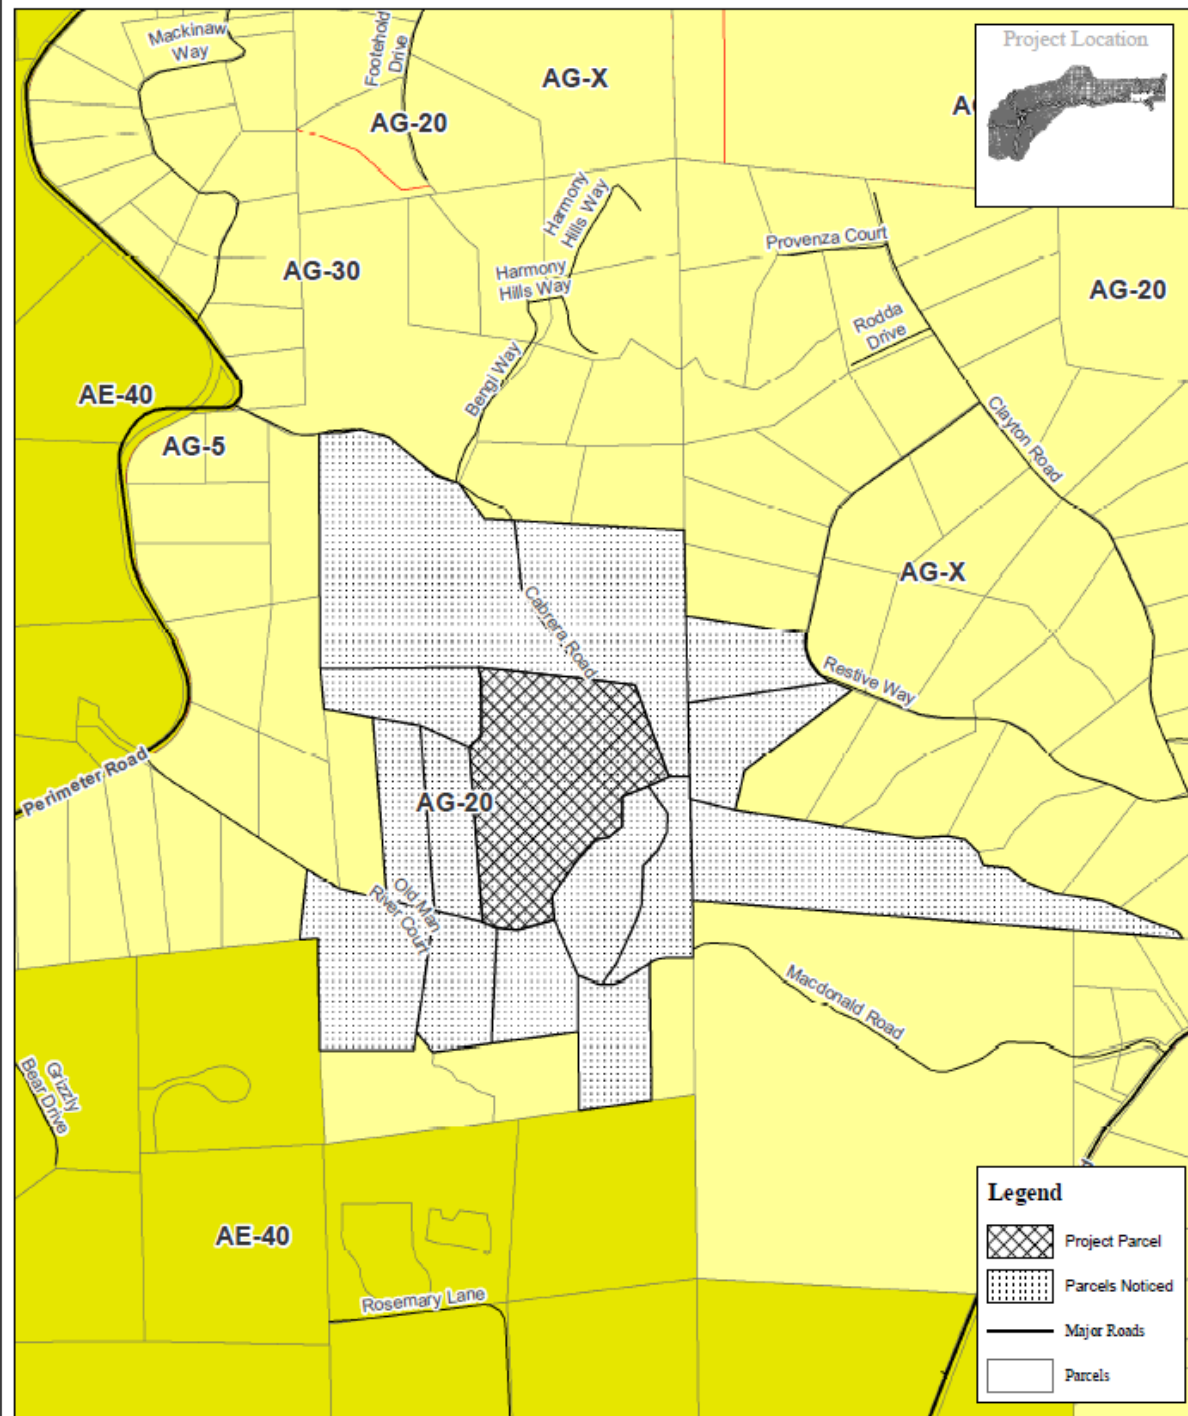 Mackinaw
Way
Footehold
Drive
AG-X
Project Location
AG-20
Harmony
Hills Way
Provenza Court
AG-30
Harmony
Hills Way
AG-20
Rodda
Drive
Bengi Way
AE-40
Clayton Road
AG-5
AG-X
Cabrera Road
Restive Way
Perimeter Road
AG-20
Old Man
River Court
Macdonald Road
Grizzly
Bear Drive
AE-40
Rosemary Lane
Legend
Project Parcel
Parcels Noticed
Major Roads
Parcels